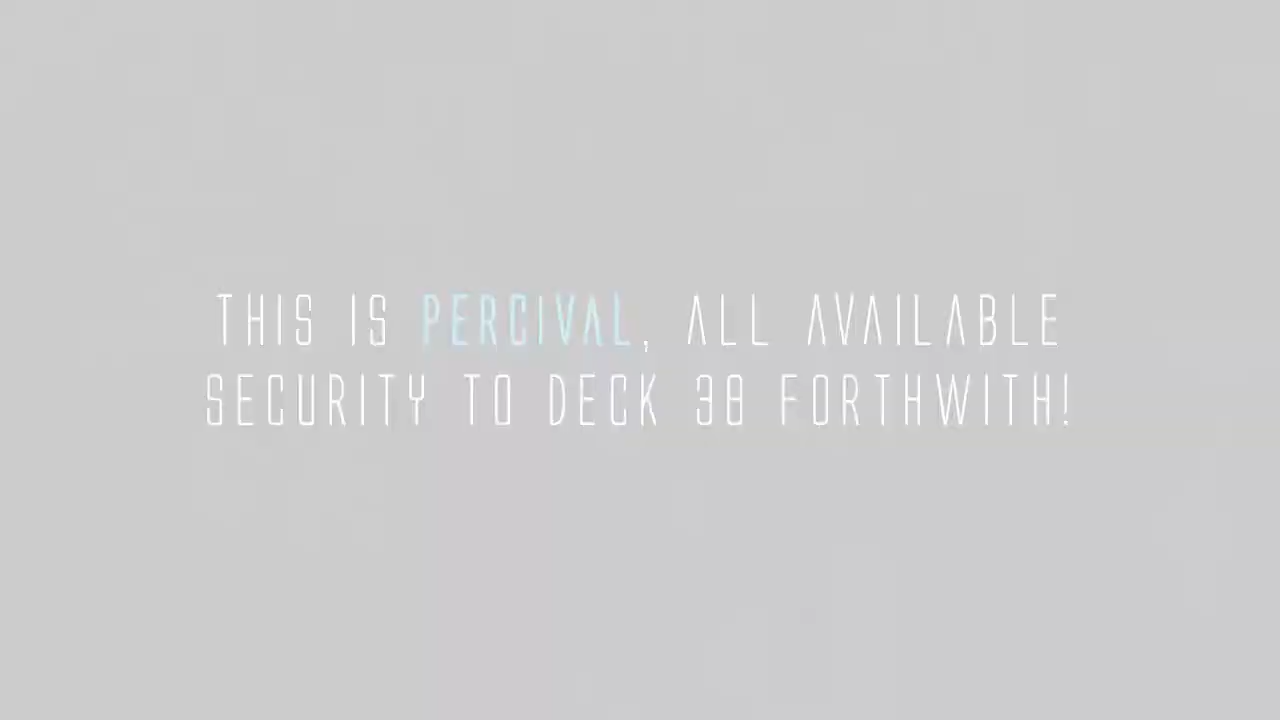 THIS IS PERCIVAL, ALL AVAILABLE
SECURITY TO DECK 38 FORTHWITH!